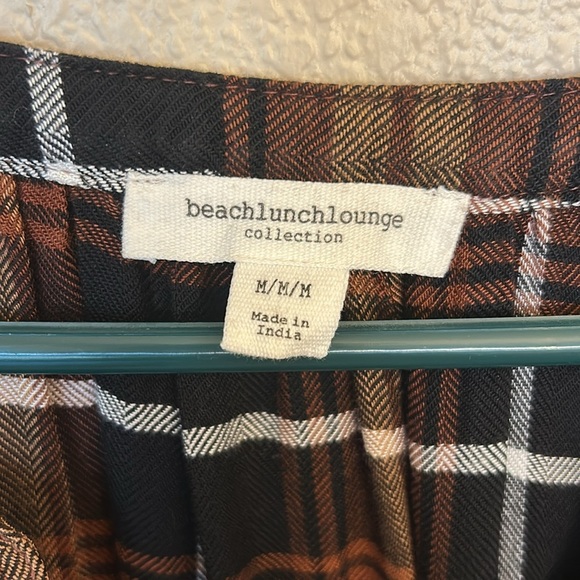 beachlunchlounge
collection
M/M/M
Made in
India